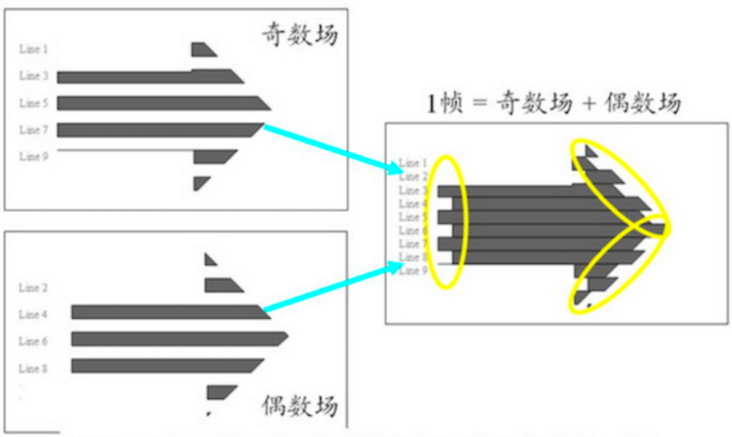 奇数场
Line 1
Line 3
Line 5
Line 7
Line 9
1帧 = 奇数场 + 偶数场
Line 1
Line 2
Line 3
Line 4
Line 5
Line 6
Line 7
Line 8
Line 9
Line 2
Line 4
Line 6
Line 8
偶数场